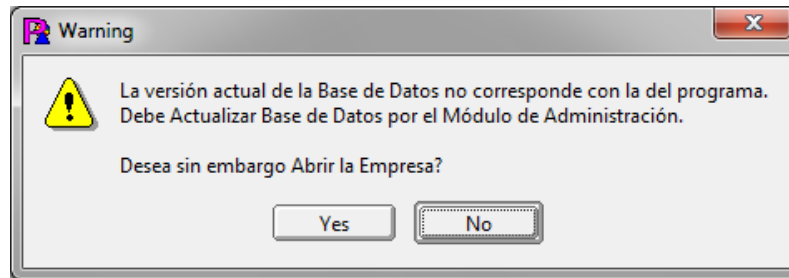 Warning
La versión actual de la Base de Datos no corresponde con la del programa.
Debe Actualizar Base de Datos por el Módulo de Administración.
Desea sin embargo Abrir la Empresa?
Yes No